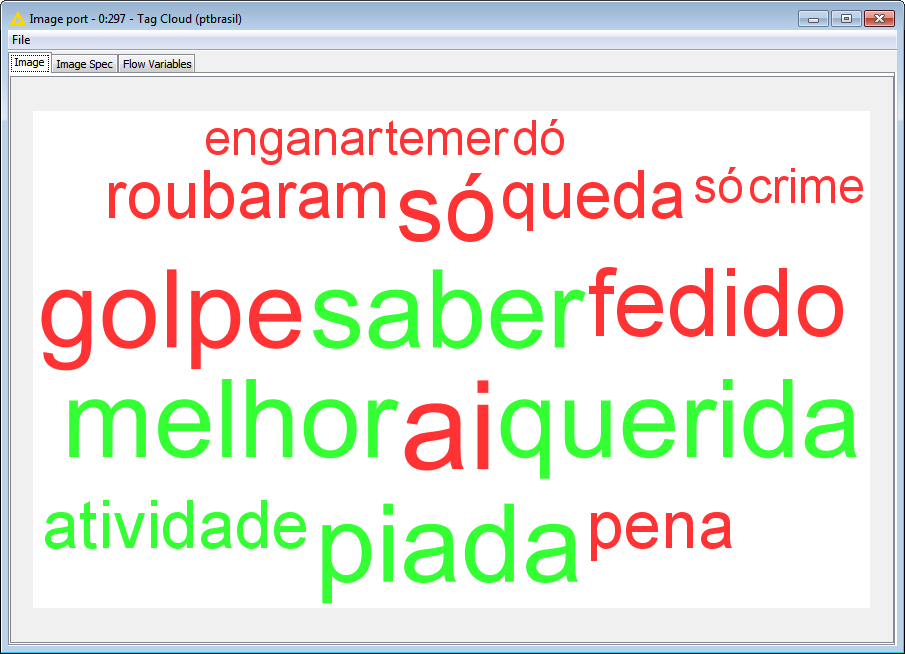 Image port - 0:297 - Tag Cloud (ptbrasil)
File
Image Image Spec Flow Variables
enganar temer dó
roubaram só queda só crime
golpe saber fedido
melhor ai querida
atividade piada pena